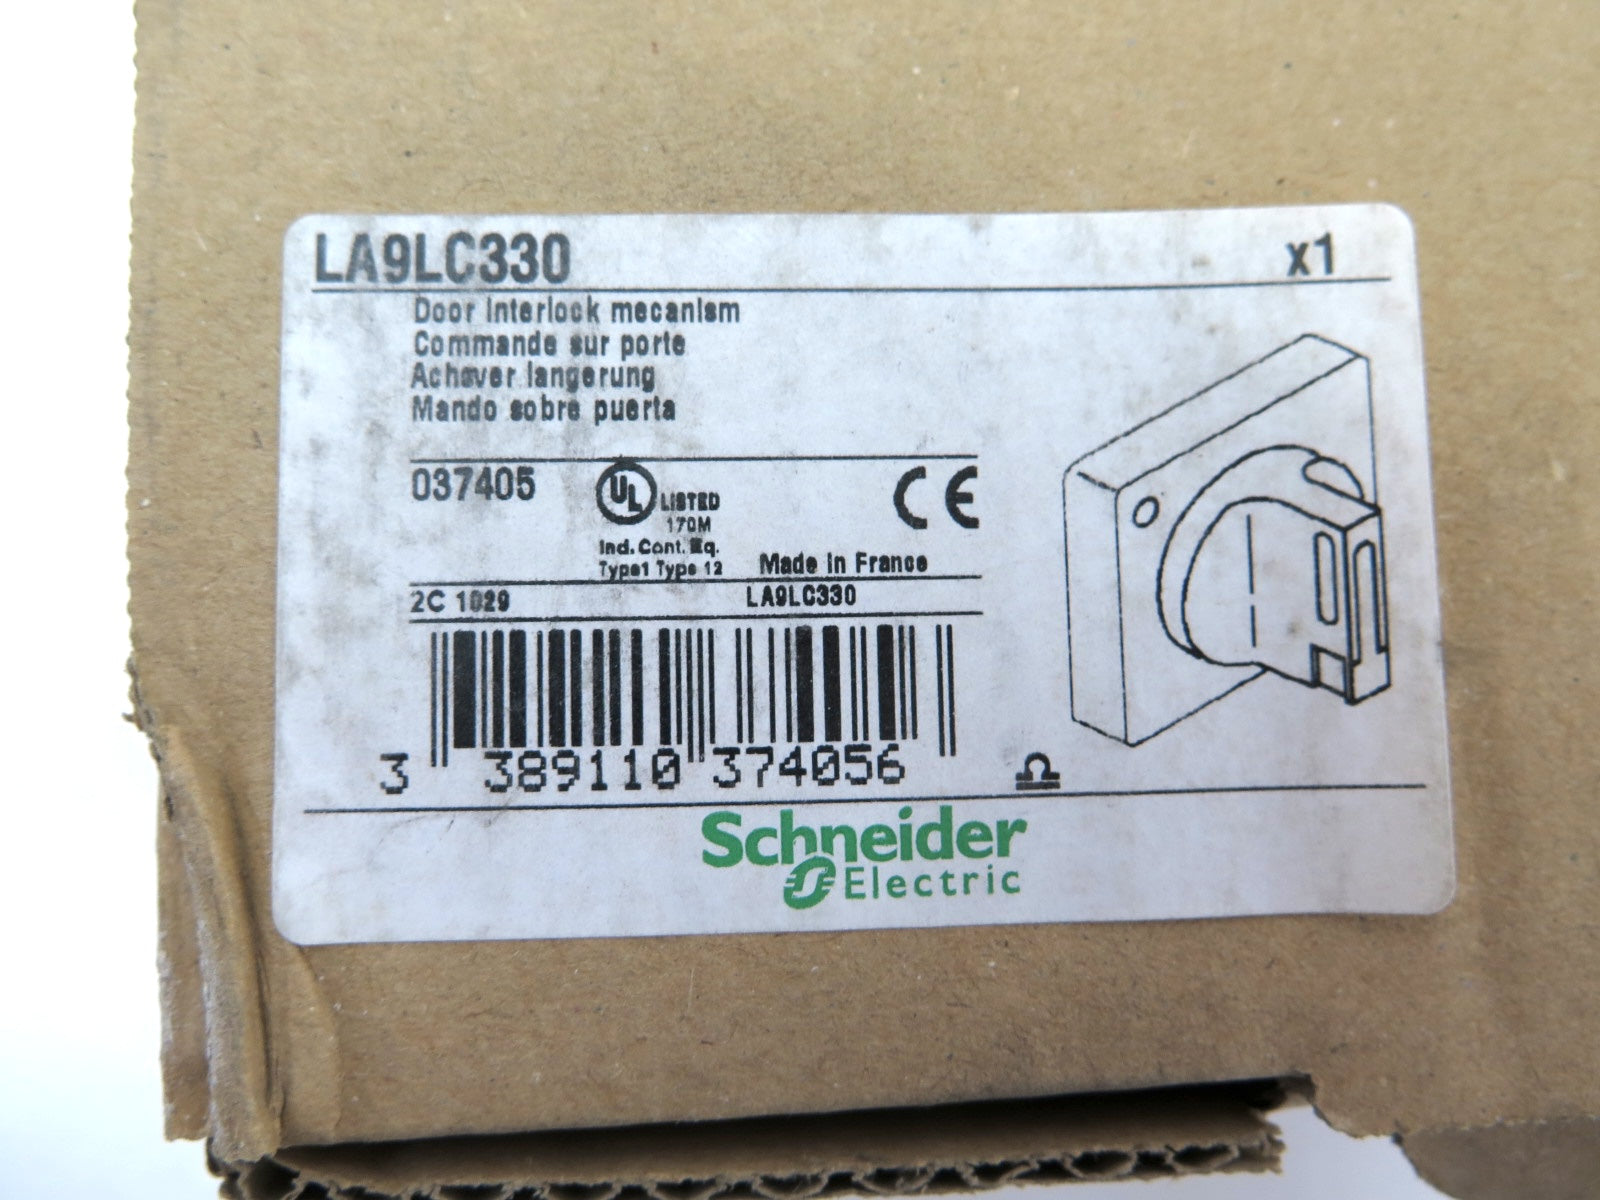 LA9LC330 x1
Door interlock mecanism
Commande sur porte
Achsver langerung
Mando sobre puerta
037405 UL LISTED CE
170M
Ind. Cont. Eq.
Type1 Type 12 Made in France
2C 1029 LA9LC330
3 389110 374056
Schneider
Electric